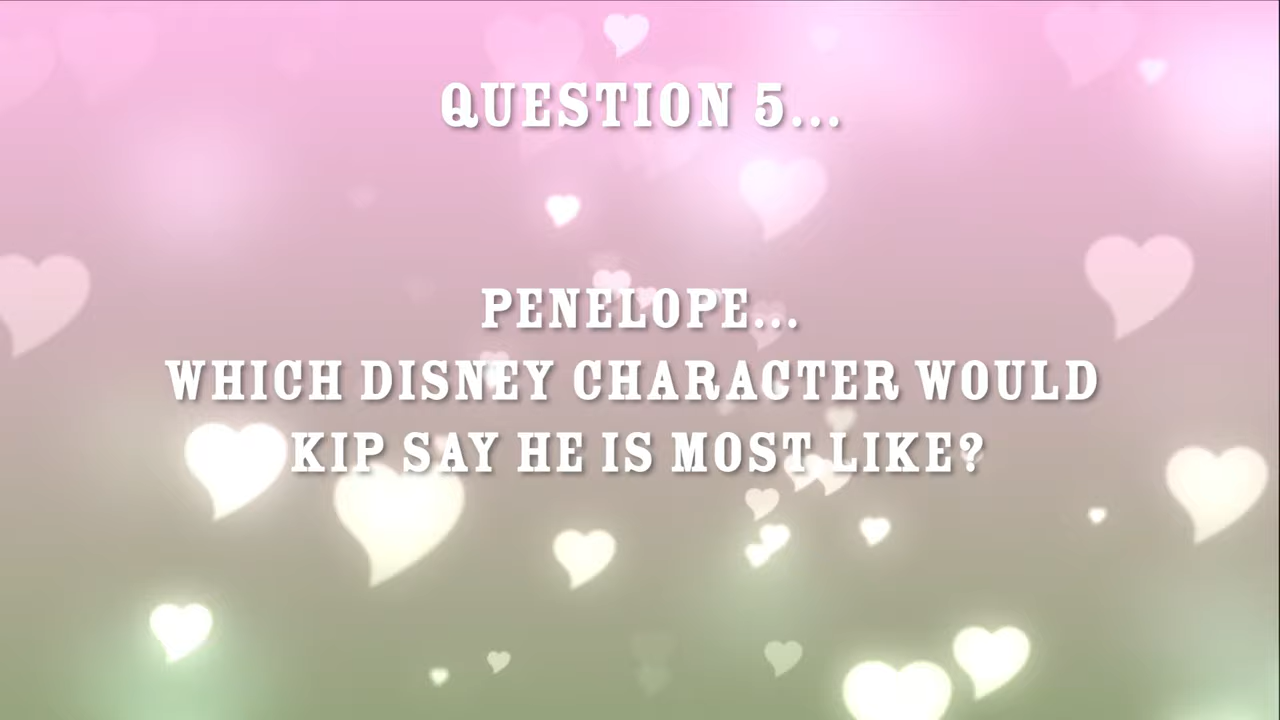 QUESTION 5...
PENELOPE...
WHICH DISNEY CHARACTER WOULD
KIP SAY HE IS MOST LIKE?